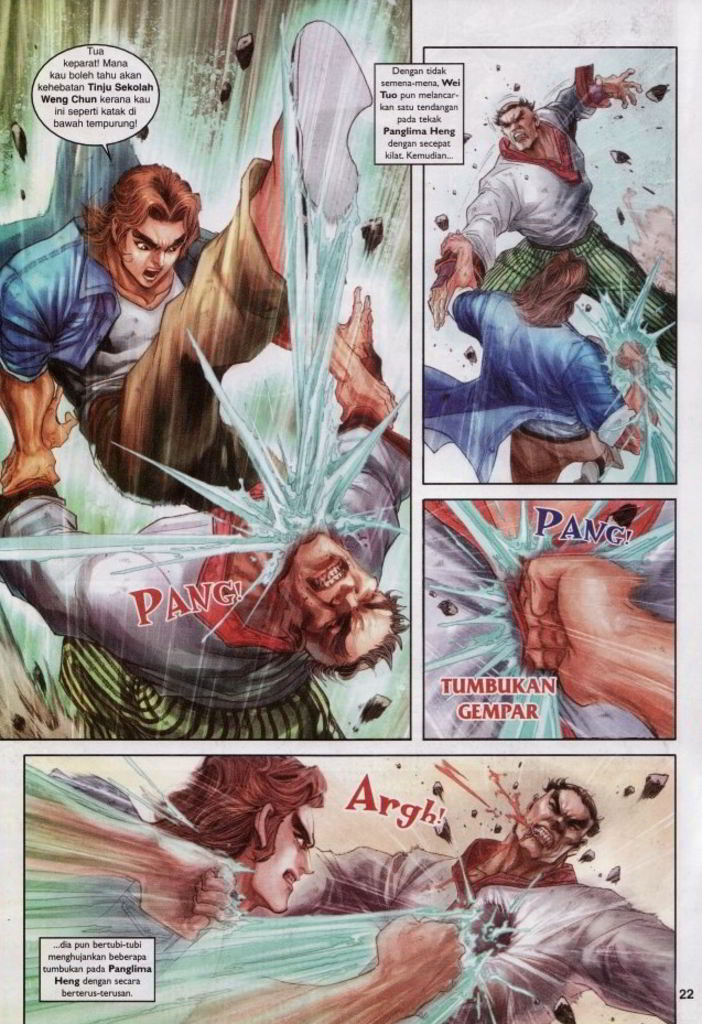 Tua
keparat! Mana
kau boleh tahu akan
kehebatan Tinju Sekolah
Weng Chun kerana kau
ini seperti katak di
bawah tempurung!
PANG!
Dengan tidak
semena-mena, Wei
Tuo pun melancar-
kan satu tendangan
pada tekak
Panglima Heng
dengan secepat
kilat. Kemudian...
PANG!
TUMBUKAN
GEMPAR
Argh!
...dia pun bertubi-tubi
menghujankan beberapa
tumbukan pada Panglima
Heng dengan secara
berterus-terusan.
22